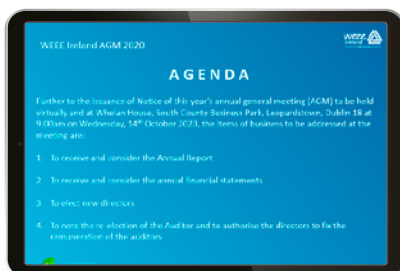 WEEE Ireland AGM 2020
WEEE
Ireland
AGENDA
Further to the issuance of Notice of this year's annual general meeting (AGM) to be held
virtually and at Whelan House, South County Business Park, Leopardstown, Dublin 18 at
9:00am on Wednesday, 14th October 2020, the items of business to be addressed at the
meeting are:
1. To receive and consider the Annual Report
2. To receive and consider the annual financial statements
3. To elect new directors
4. To note the re-election of the Auditor and to authorise the directors to fix the
remuneration of the auditors